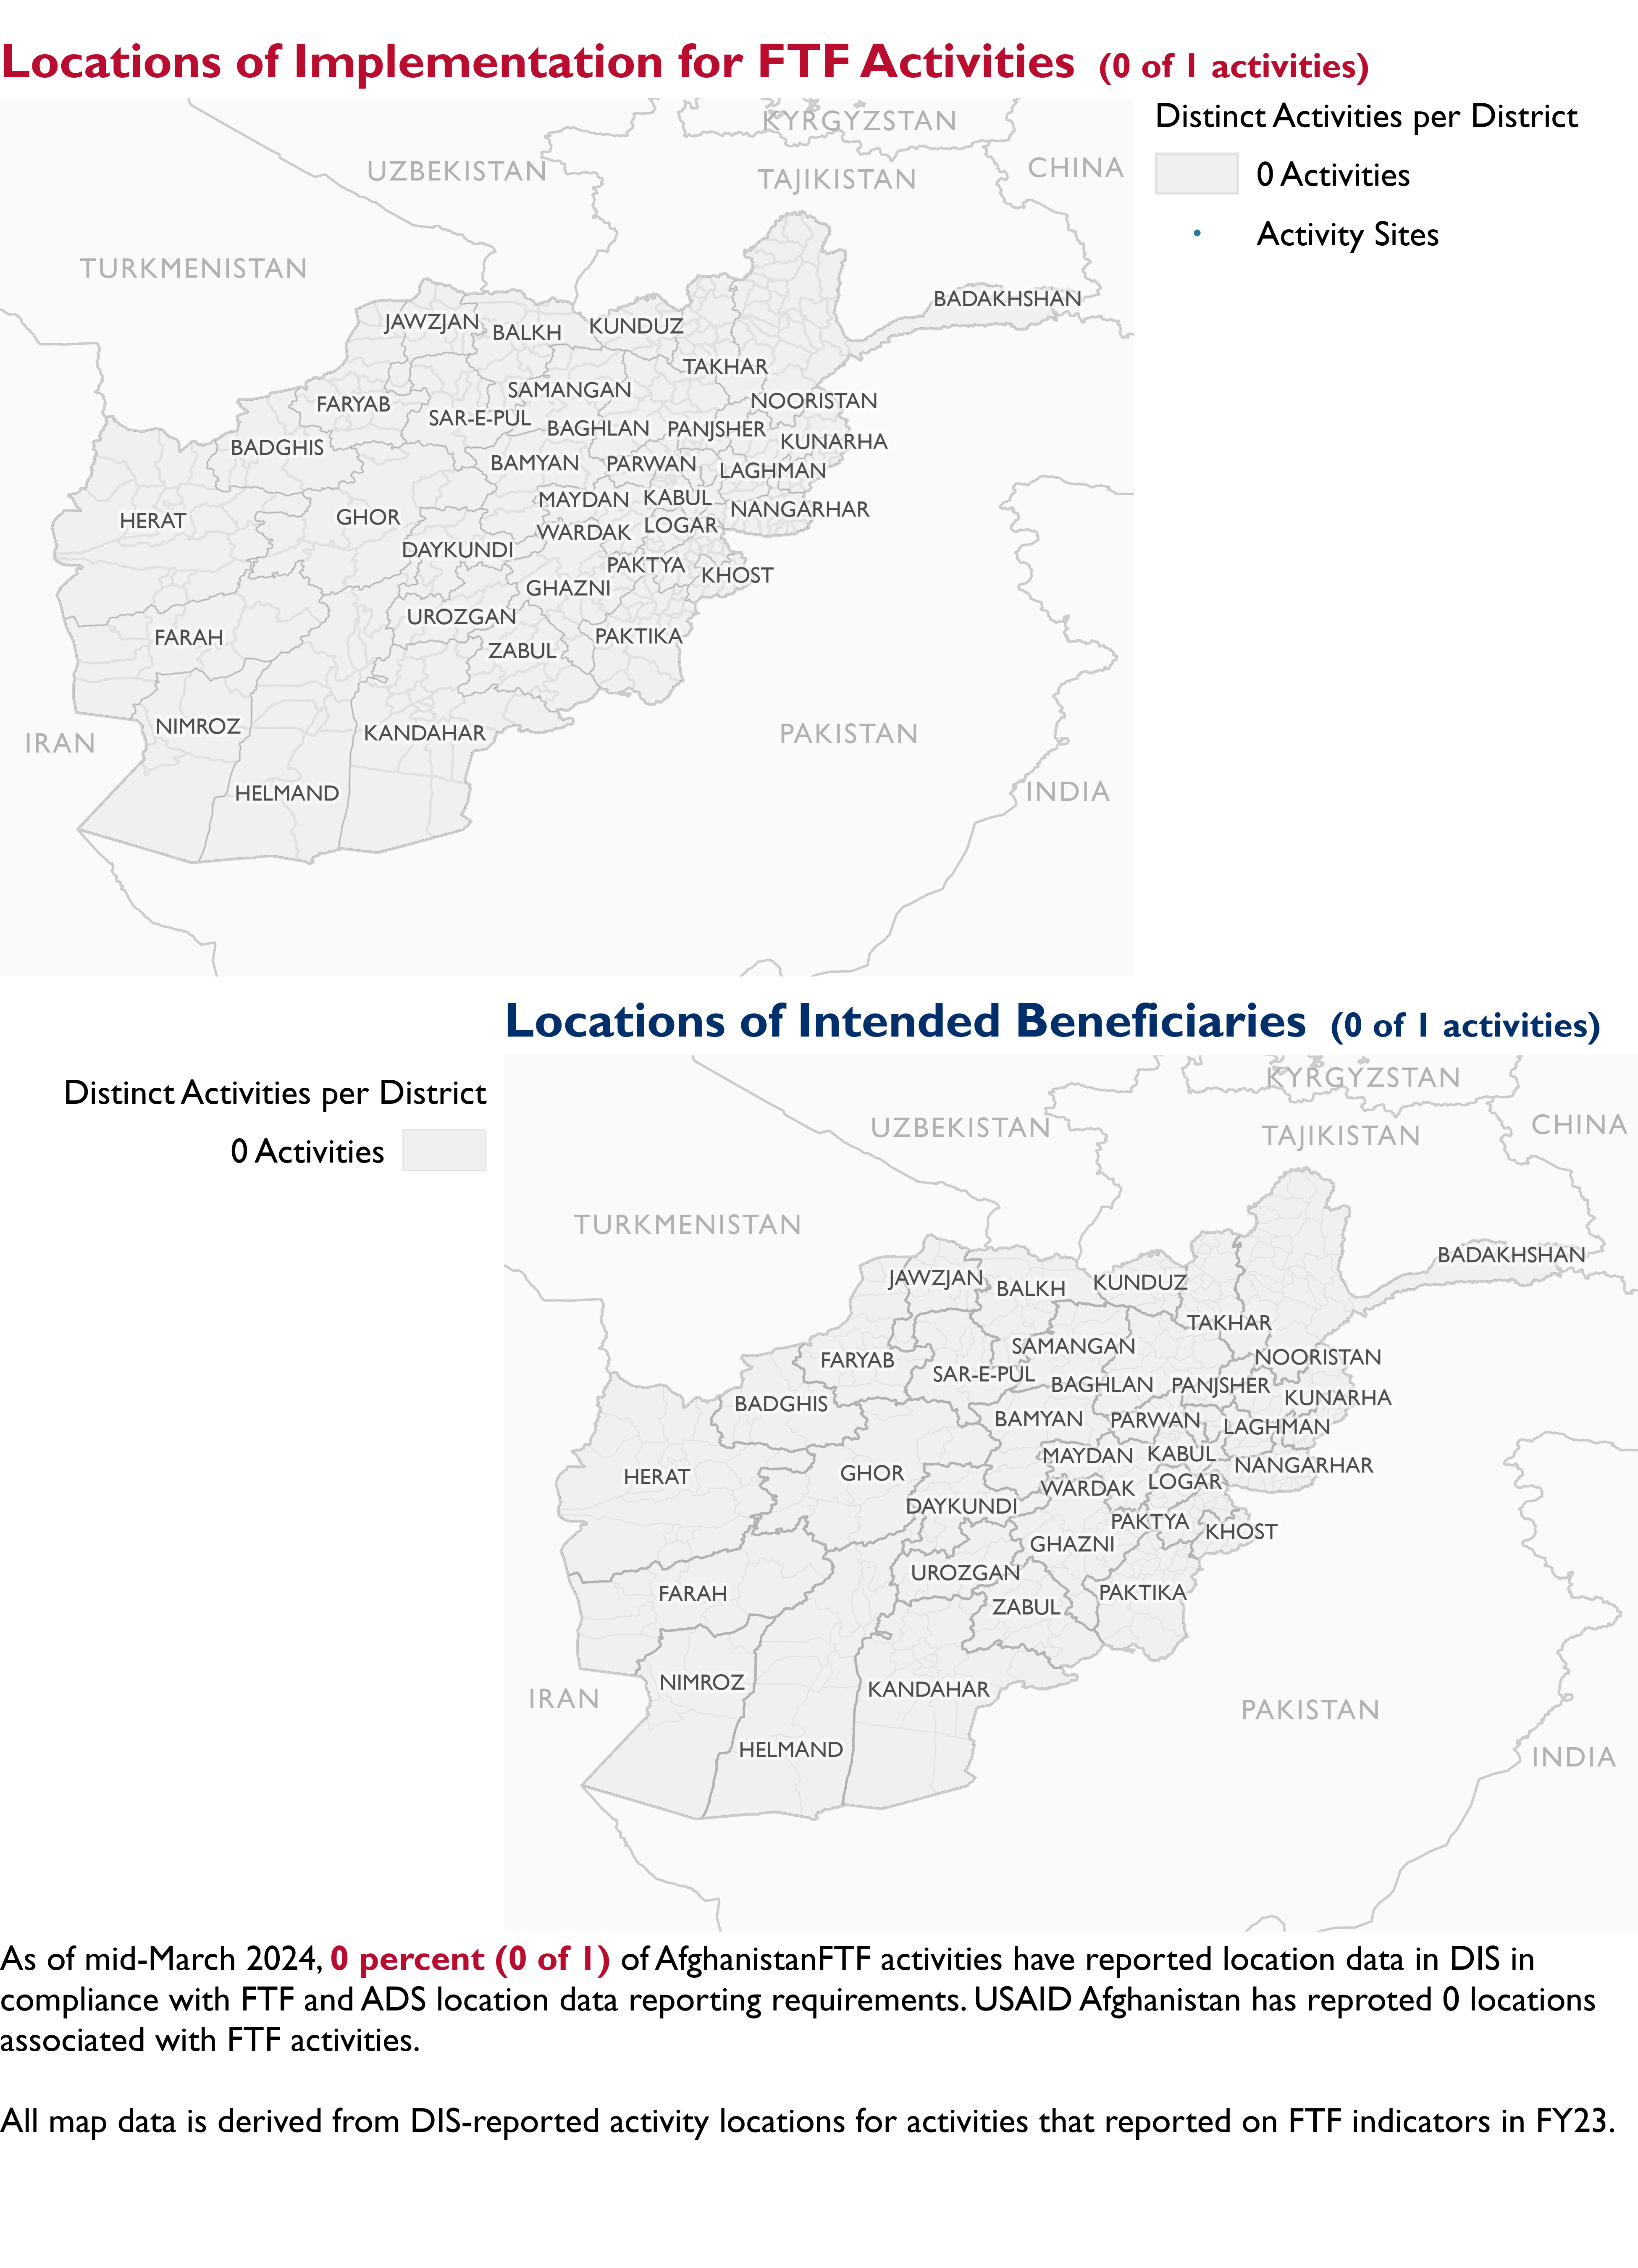 Locations of Implementation for FTF Activities (0 of 1 activities)
Distinct Activities per District
0 Activities
Activity Sites
KYRGYZSTAN
UZBEKISTAN
TAJIKISTAN
CHINA
TURKMENISTAN
BADAKHSHAN
JAWZJAN
BALKH
KUNDUZ
TAKHAR
SAMANGAN
NOORISTAN
FARYAB
SAR-E-PUL
BAGHLAN
PANJSHER
KUNARHA
BADGHIS
BAMYAN
PARWAN
LAGHMAN
MAYDAN
WARDAK
KABUL
NANGARHAR
HERAT
GHOR
LOGAR
DAYKUNDI
PAKTYA
KHOST
GHAZNI
UROZGAN
FARAH
PAKTIKA
ZABUL
NIMROZ
KANDAHAR
IRAN
PAKISTAN
HELMAND
INDIA
Locations of Intended Beneficiaries (0 of 1 activities)
Distinct Activities per District
0 Activities
KYRGYZSTAN
UZBEKISTAN
TAJIKISTAN
CHINA
TURKMENISTAN
BADAKHSHAN
JAWZJAN
BALKH
KUNDUZ
TAKHAR
SAMANGAN
NOORISTAN
FARYAB
SAR-E-PUL
BAGHLAN
PANJSHER
KUNARHA
BADGHIS
BAMYAN
PARWAN
LAGHMAN
MAYDAN
WARDAK
KABUL
NANGARHAR
HERAT
GHOR
LOGAR
DAYKUNDI
PAKTYA
KHOST
GHAZNI
UROZGAN
FARAH
PAKTIKA
ZABUL
NIMROZ
KANDAHAR
IRAN
PAKISTAN
HELMAND
INDIA
As of mid-March 2024, 0 percent (0 of 1) of AfghanistanFTF activities have reported location data in DIS in
compliance with FTF and ADS location data reporting requirements. USAID Afghanistan has reproted 0 locations
associated with FTF activities.
All map data is derived from DIS-reported activity locations for activities that reported on FTF indicators in FY23.